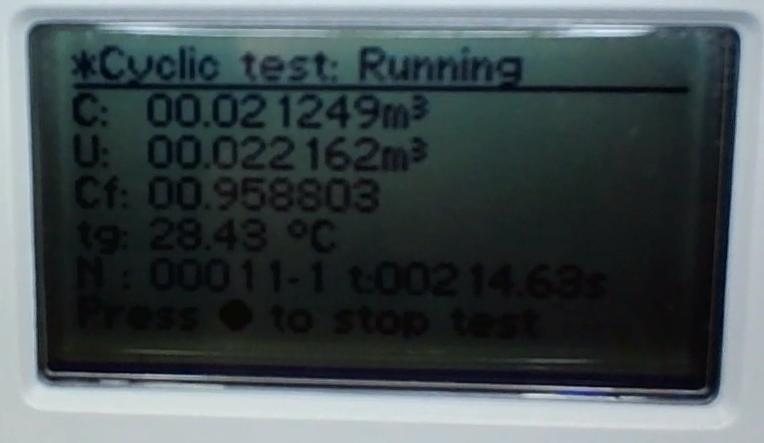 *Cyclic test: Running
C: 00.021249m³
U: 00.022162m³
Cf: 00.958803
tg: 28.43 °C
N : 00011-1 t:00214.63s
Press ● to stop test